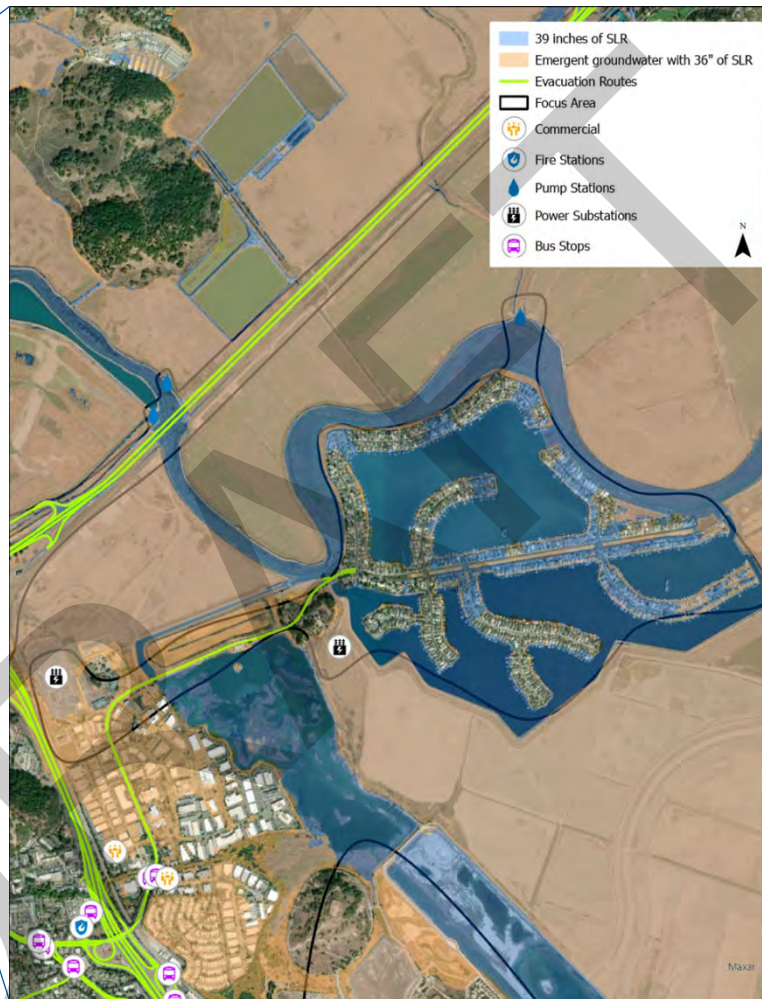 39 inches of SLR
Emergent groundwater with 36" of SLR
Evacuation Routes
Focus Area
Commercial
Fire Stations
Pump Stations
Power Substations
Bus Stops
N
DRAFT
Maxar